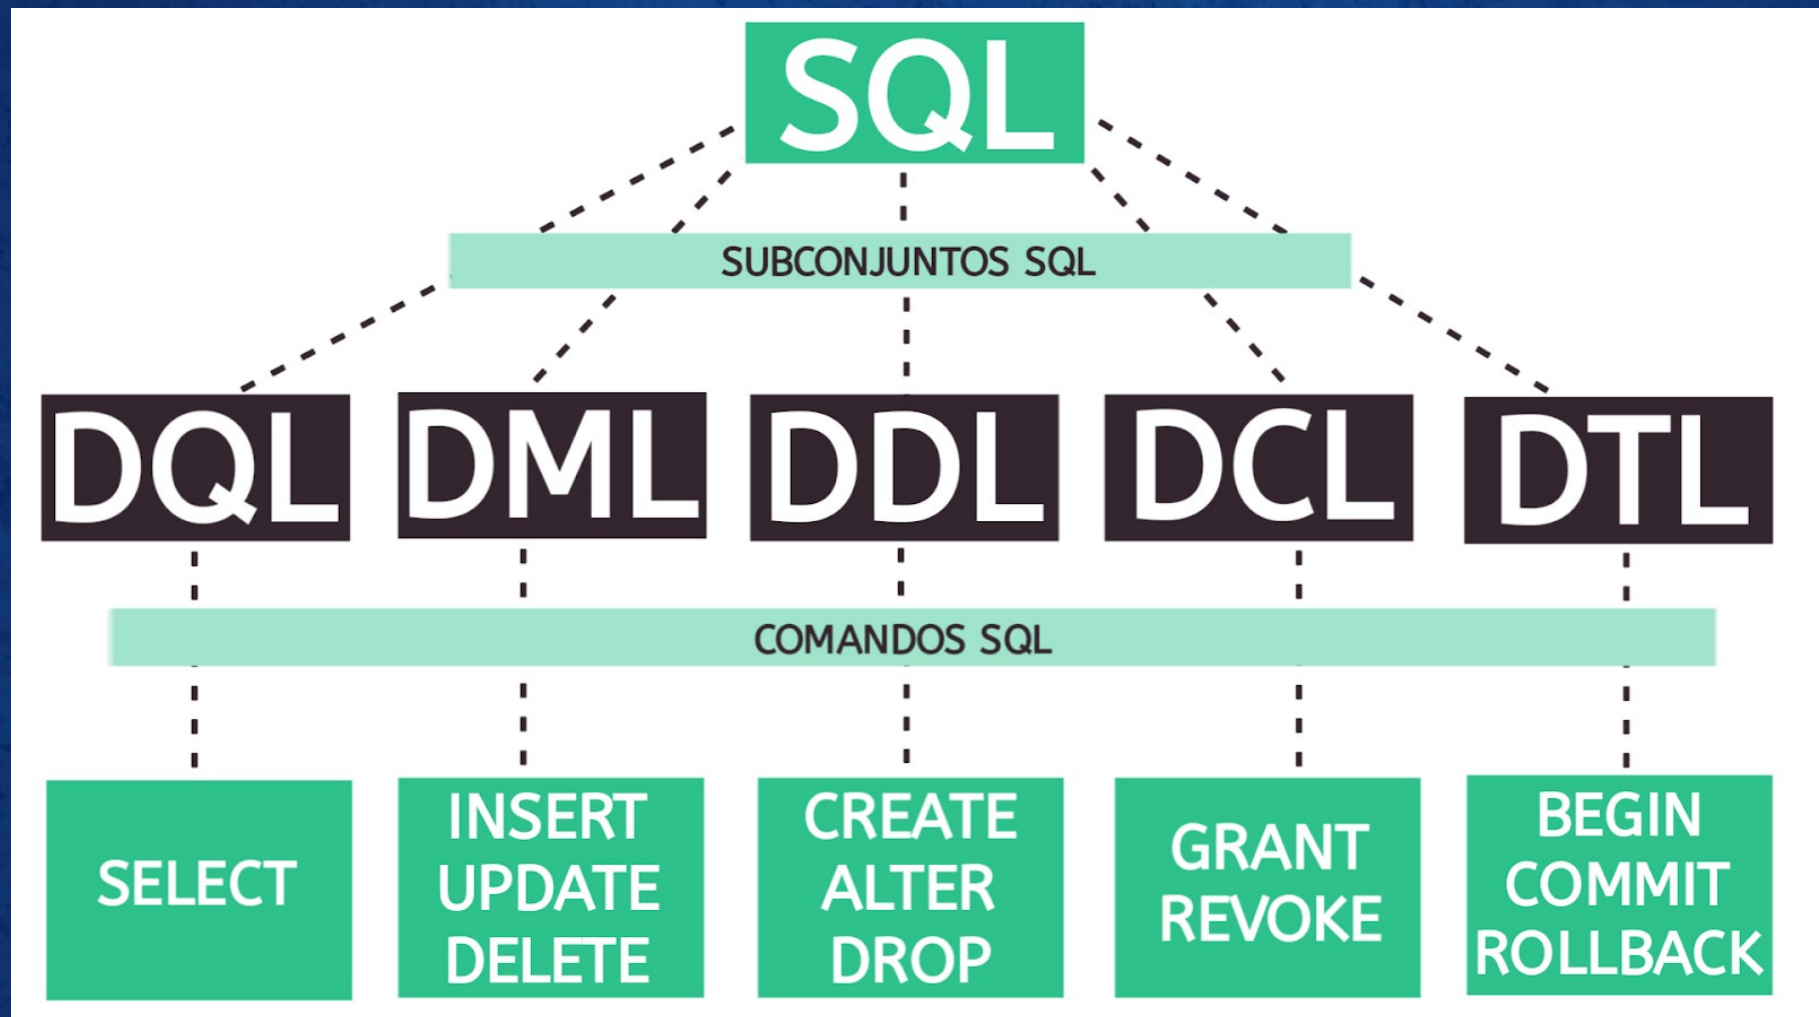 SQL
SUBCONJUNTOS SQL
DQL
DML
DDL
DCL
DTL
COMANDOS SQL
SELECT
INSERT
UPDATE
DELETE
CREATE
ALTER
DROP
GRANT
REVOKE
BEGIN
COMMIT
ROLLBACK